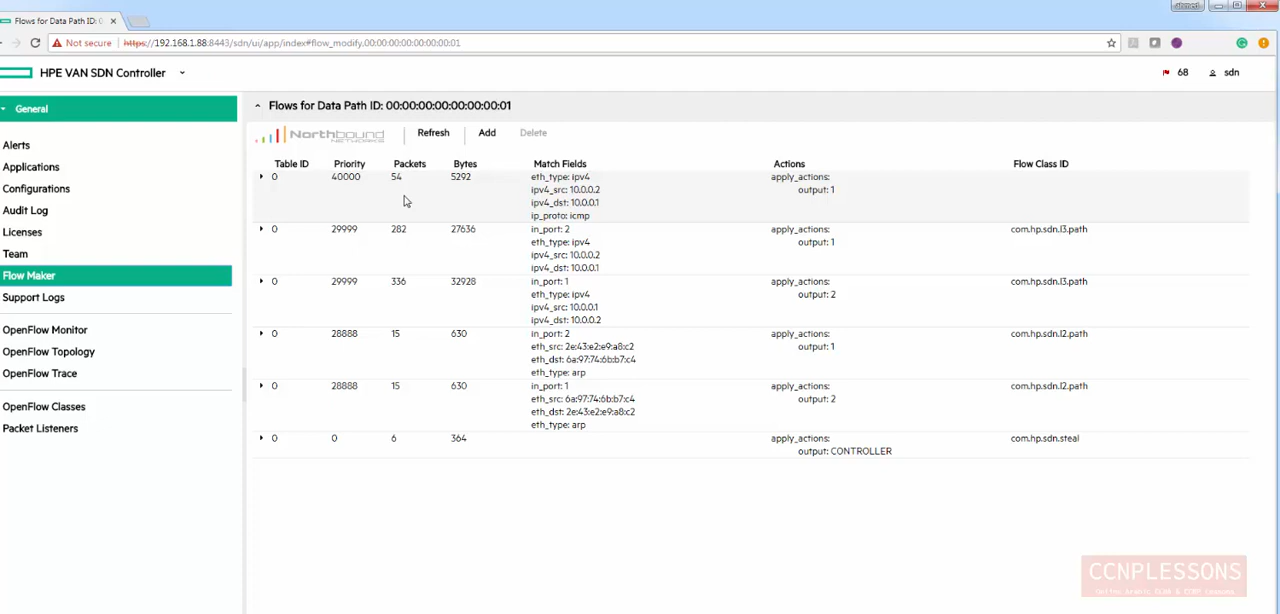 Flows for Data Path ID: 0
ahmed
Not secure https://192.168.1.88:8443/sdn/ui/app/index#flow_modify.00:00:00:00:00:00:00:01
HPE VAN SDN Controller
68 sdn
General
Alerts
Applications
Configurations
Audit Log
Licenses
Team
Flow Maker
Support Logs
OpenFlow Monitor
OpenFlow Topology
OpenFlow Trace
OpenFlow Classes
Packet Listeners
Flows for Data Path ID: 00:00:00:00:00:00:00:01
Northbound NETWORKS Refresh Add Delete
Table ID Priority Packets Bytes Match Fields Actions Flow Class ID
0 40000 54 5292 eth_type: ipv4 apply_actions:
ipv4_src: 10.0.0.2 output: 1
ipv4_dst: 10.0.0.1
ip_proto: icmp
0 29999 282 27636 in_port: 2 apply_actions: com.hp.sdn.l3.path
eth_type: ipv4 output: 1
ipv4_src: 10.0.0.2
ipv4_dst: 10.0.0.1
0 29999 336 32928 in_port: 1 apply_actions: com.hp.sdn.l3.path
eth_type: ipv4 output: 2
ipv4_src: 10.0.0.1
ipv4_dst: 10.0.0.2
0 28888 15 630 in_port: 2 apply_actions: com.hp.sdn.l2.path
eth_src: 2e:43:e2:e9:a8:c2 output: 1
eth_dst: 6a:97:74:6b:b7:c4
eth_type: arp
0 28888 15 630 in_port: 1 apply_actions: com.hp.sdn.l2.path
eth_src: 6a:97:74:6b:b7:c4 output: 2
eth_dst: 2e:43:e2:e9:a8:c2
eth_type: arp
0 0 6 364 apply_actions: com.hp.sdn.steal
output: CONTROLLER
CCNPLESSONS
Online Arabic, CCNA & CCNP Lessons